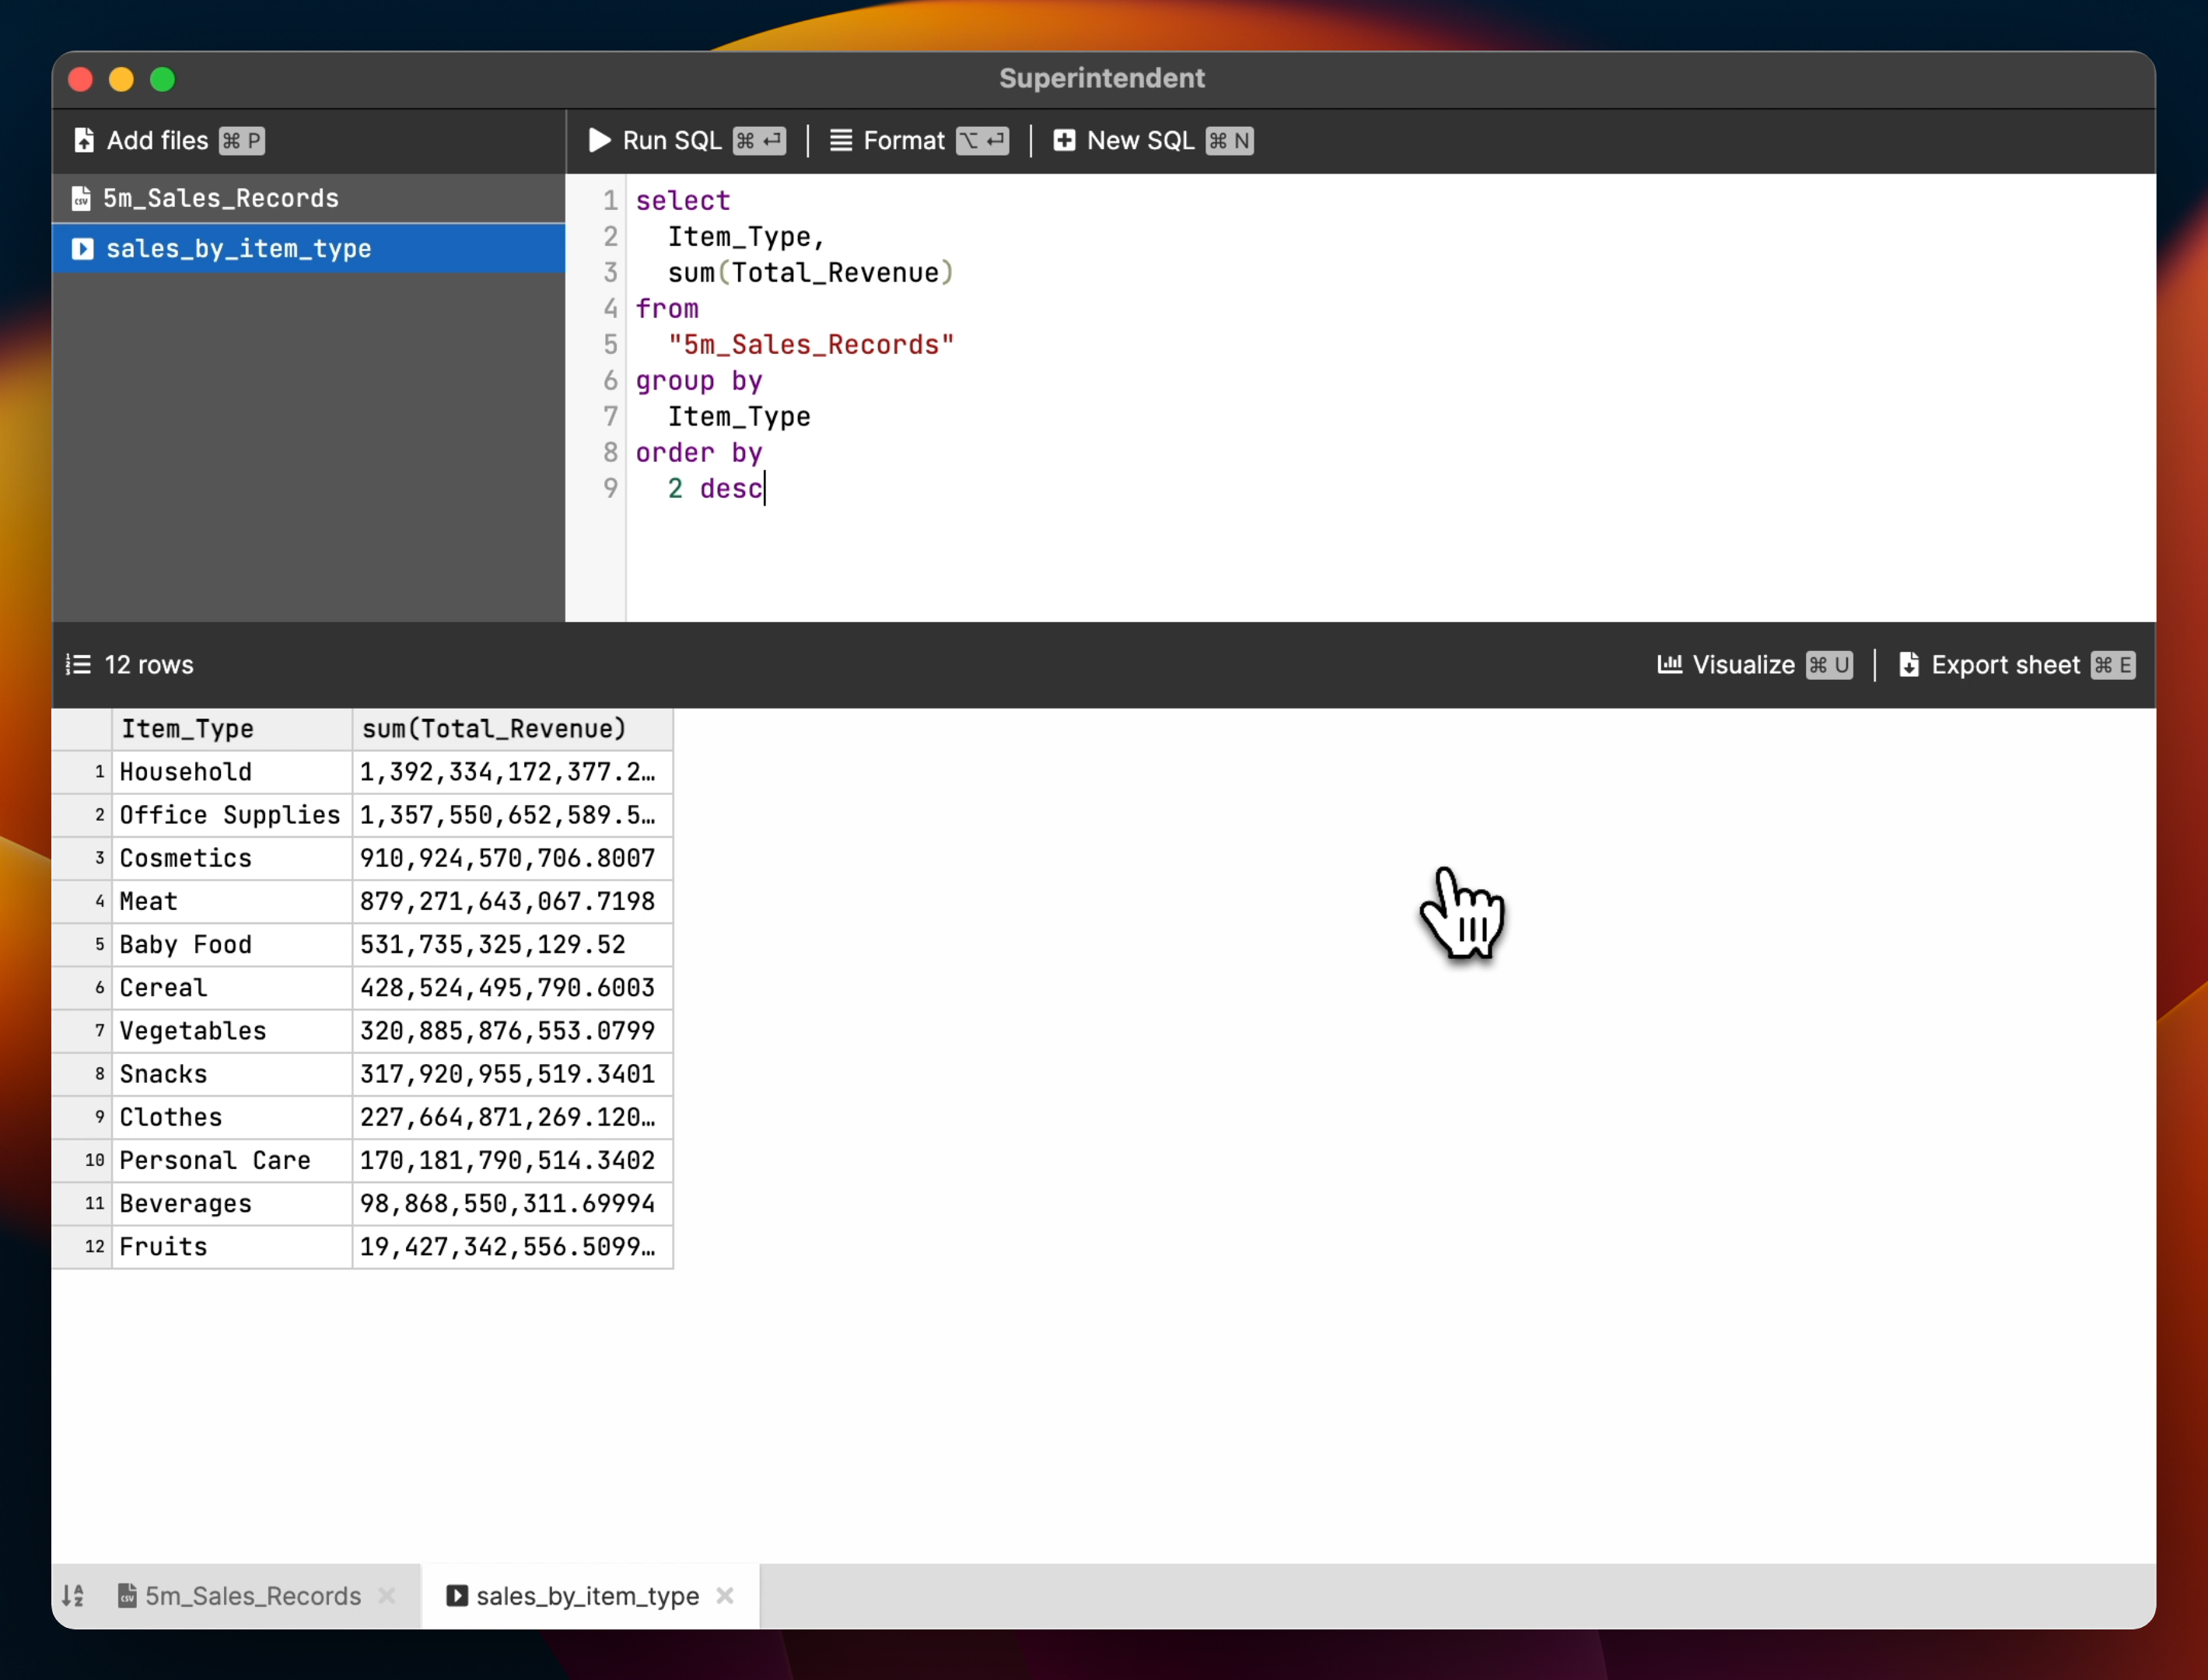 Superintendent
Add files ⌘ P
Run SQL ⌘ ⏎ | Format ⌥ ⏎ | New SQL ⌘ N
5m_Sales_Records
sales_by_item_type
1 select
2 Item_Type,
3 sum(Total_Revenue)
4 from
5 "5m_Sales_Records"
6 group by
7 Item_Type
8 order by
9 2 desc
12 rows
Visualize ⌘ U | Export sheet ⌘ E
Item_Type sum(Total_Revenue)
1 Household 1,392,334,172,377.2…
2 Office Supplies 1,357,550,652,589.5…
3 Cosmetics 910,924,570,706.8007
4 Meat 879,271,643,067.7198
5 Baby Food 531,735,325,129.52
6 Cereal 428,524,495,790.6003
7 Vegetables 320,885,876,553.0799
8 Snacks 317,920,955,519.3401
9 Clothes 227,664,871,269.120…
10 Personal Care 170,181,790,514.3402
11 Beverages 98,868,550,311.69994
12 Fruits 19,427,342,556.5099…
5m_Sales_Records sales_by_item_type